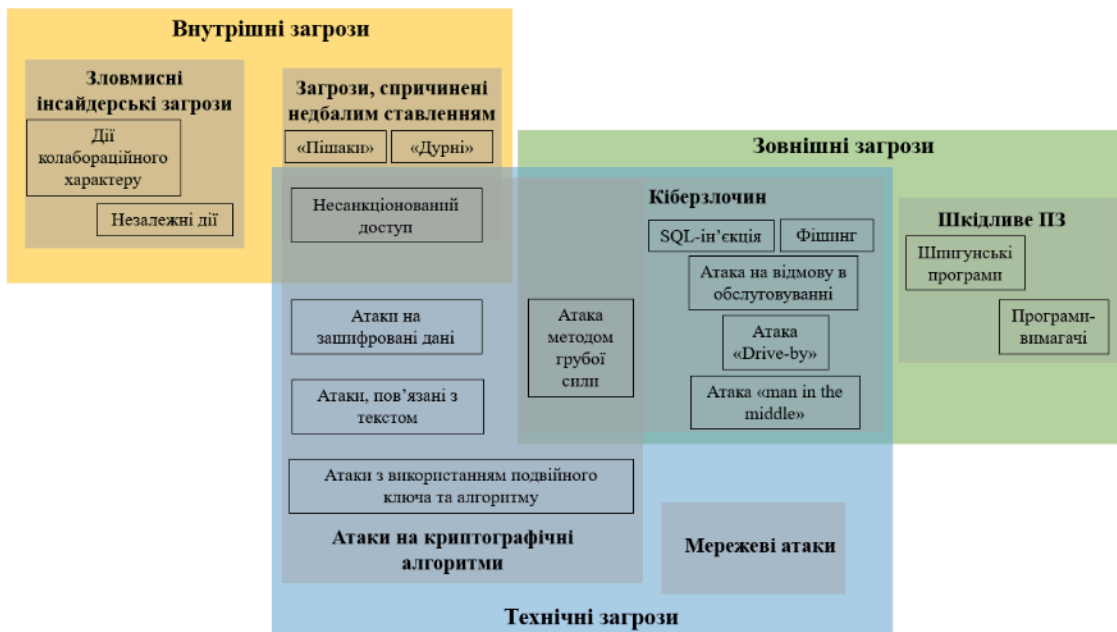 Внутрішні загрози
Зловмисні
інсайдерські загрози
Дії
колабораційного
характеру
Незалежні дії
Загрози, спричинені
недбалим ставленням
«Пішаки»
«Дурні»
Зовнішні загрози
Несанкціонований
доступ
Кіберзлочин
SQL-ін’єкція
Фішинг
Атака на відмову в
обслуговуванні
Атака
«Drive-by»
Атака «man in the
middle»
Шкідливе ПЗ
Шпигунські
програми
Програми-
вимагачі
Атаки на
зашифровані дані
Атака
методом
грубої
сили
Атаки, пов’язані з
текстом
Атаки з використанням подвійного
ключа та алгоритму
Атаки на криптографічні
алгоритми
Мережеві атаки
Технічні загрози